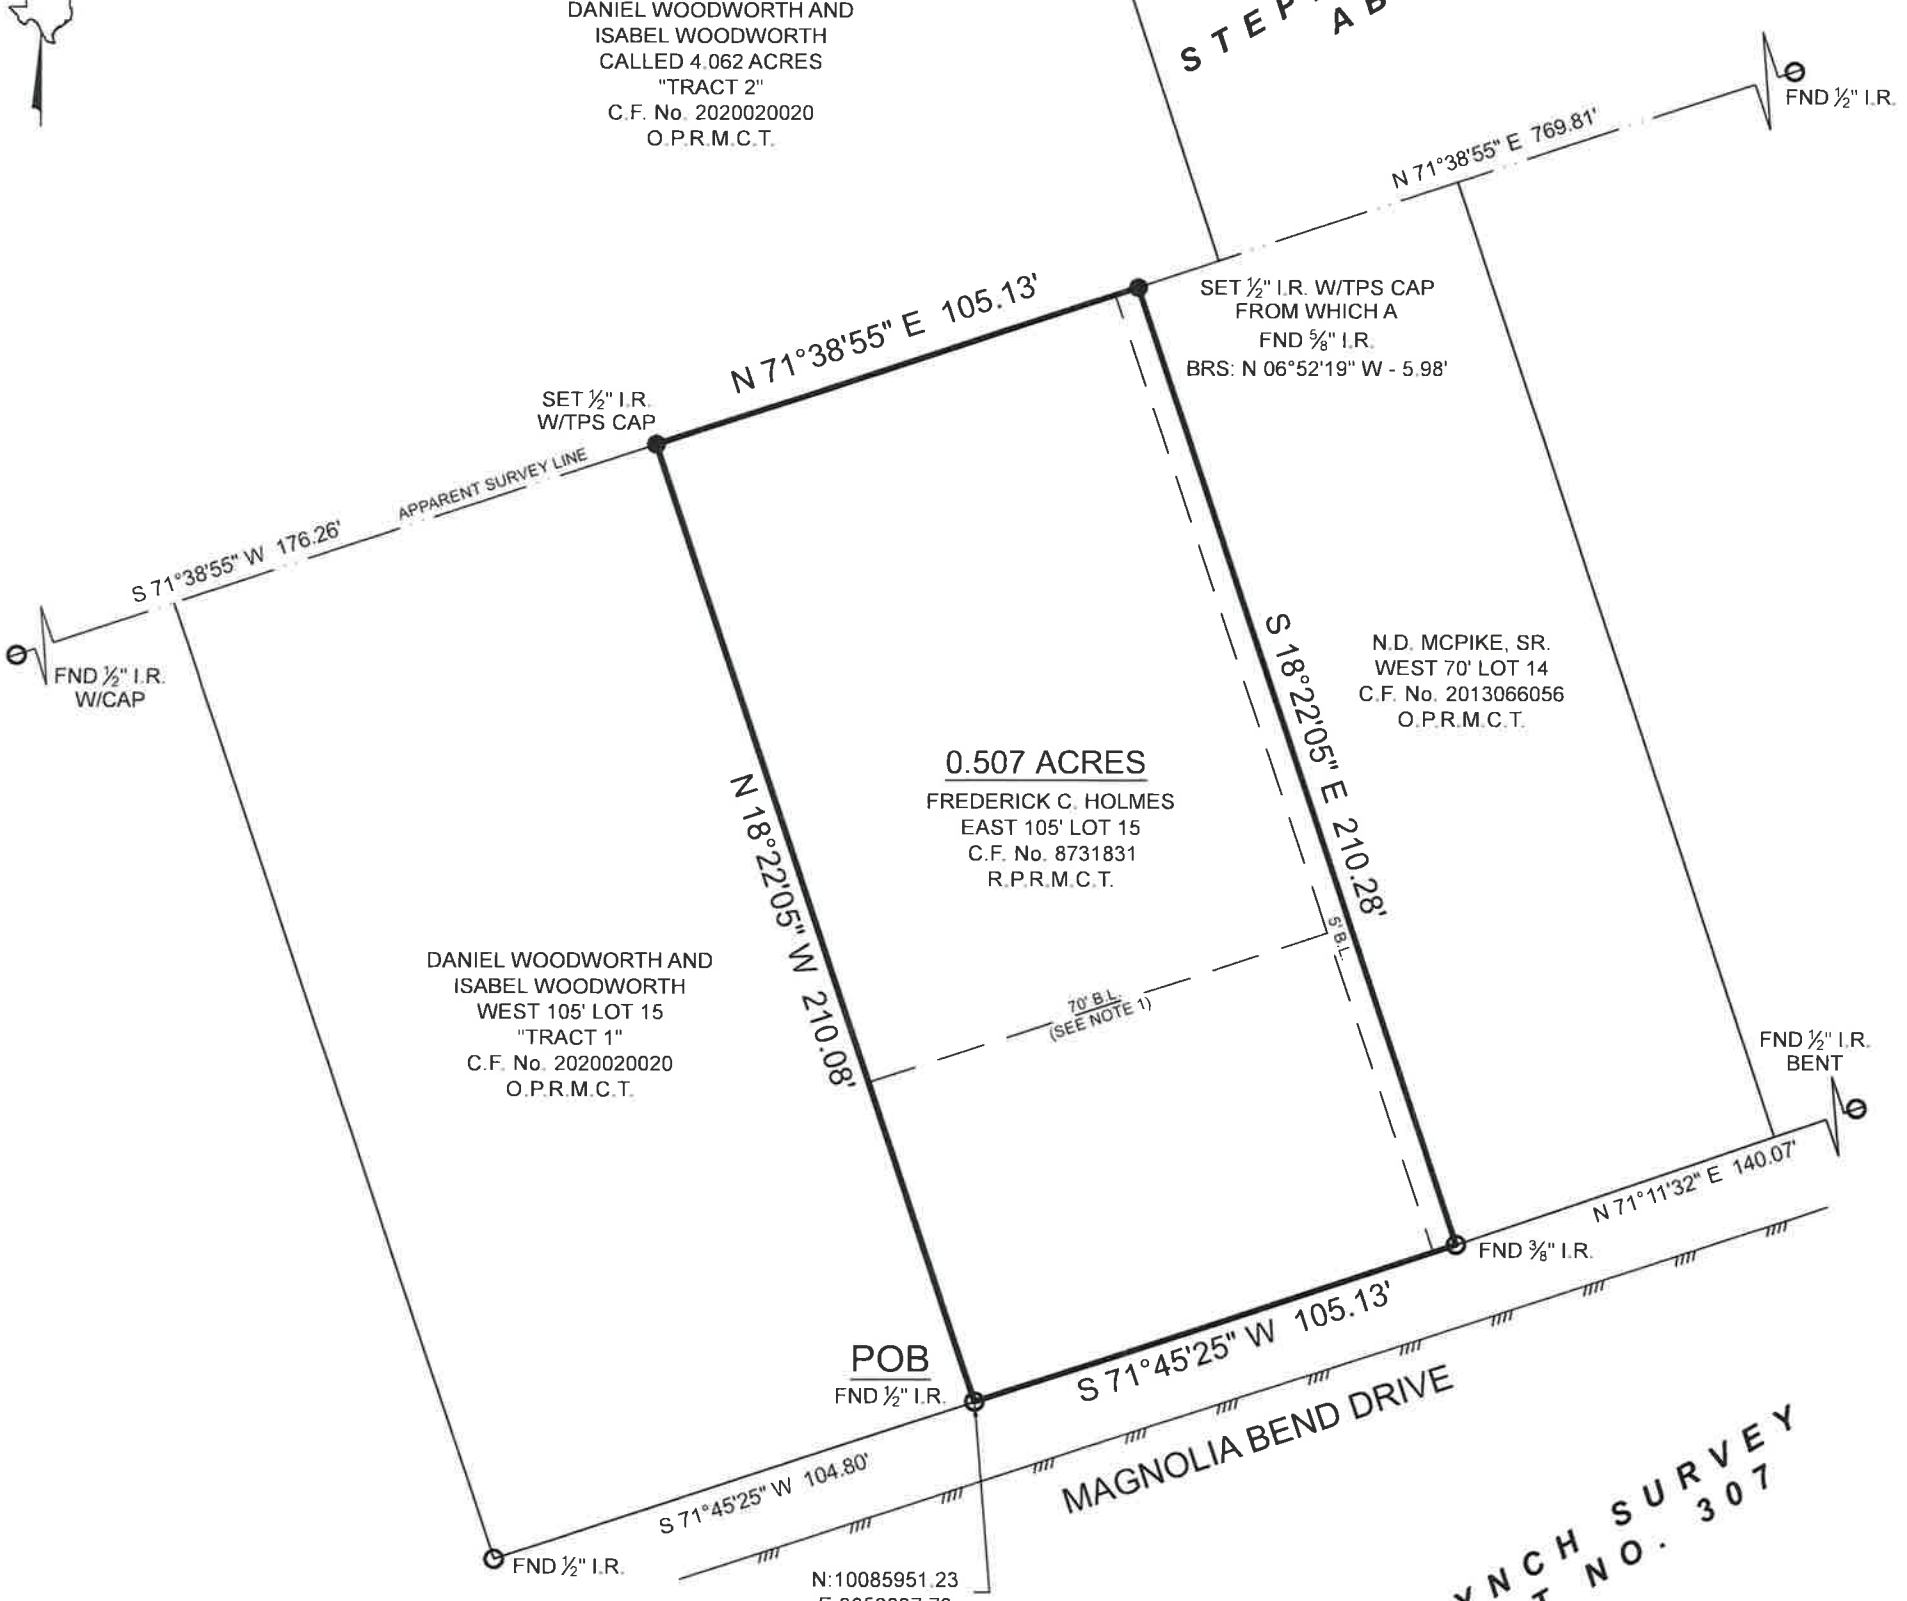 DANIEL WOODWORTH AND
ISABEL WOODWORTH
CALLED 4.062 ACRES
"TRACT 2"
C.F. No. 2020020020
O.P.R.M.C.T.
FND ½" I.R.
N 71°38'55" E 769.81'
N 71°38'55" E 105.13'
SET ½" I.R. W/TPS CAP
FROM WHICH A
FND ⅝" I.R.
BRS: N 06°52'19" W - 5.98'
SET ½" I.R.
W/TPS CAP
APPARENT SURVEY LINE
S 71°38'55" W 176.26'
FND ½" I.R.
W/CAP
S 18°22'05" E 210.28'
N.D. MCPIKE, SR.
WEST 70' LOT 14
C.F. No. 2013066056
O.P.R.M.C.T.
0.507 ACRES
FREDERICK C. HOLMES
EAST 105' LOT 15
C.F. No. 8731831
R.P.R.M.C.T.
N 18°22'05" W 210.08'
5' B.L.
70' B.L.
(SEE NOTE 1)
DANIEL WOODWORTH AND
ISABEL WOODWORTH
WEST 105' LOT 15
"TRACT 1"
C.F. No. 2020020020
O.P.R.M.C.T.
FND ½" I.R.
BENT
N 71°11'32" E 140.07'
FND ⅜" I.R.
S 71°45'25" W 105.13'
POB
FND ½" I.R.
MAGNOLIA BEND DRIVE
S 71°45'25" W 104.80'
FND ½" I.R.
N:10085951.23
SURVEY
NO. 307